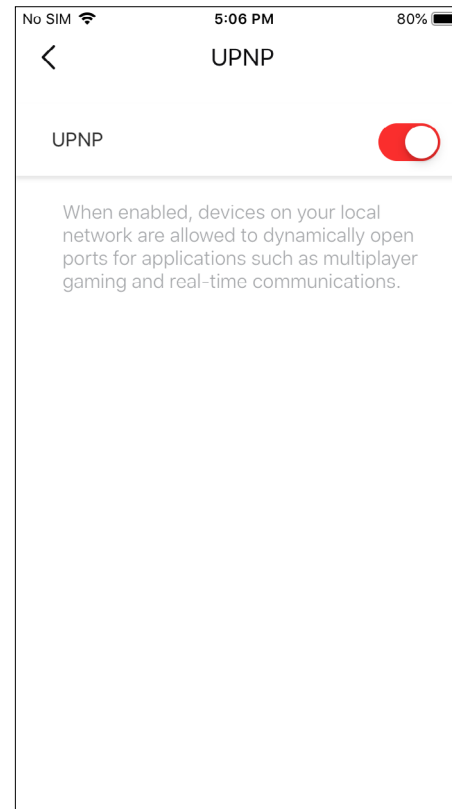 No SIM 5:06 PM 80%
UPNP
UPNP
When enabled, devices on your local
network are allowed to dynamically open
ports for applications such as multiplayer
gaming and real-time communications.